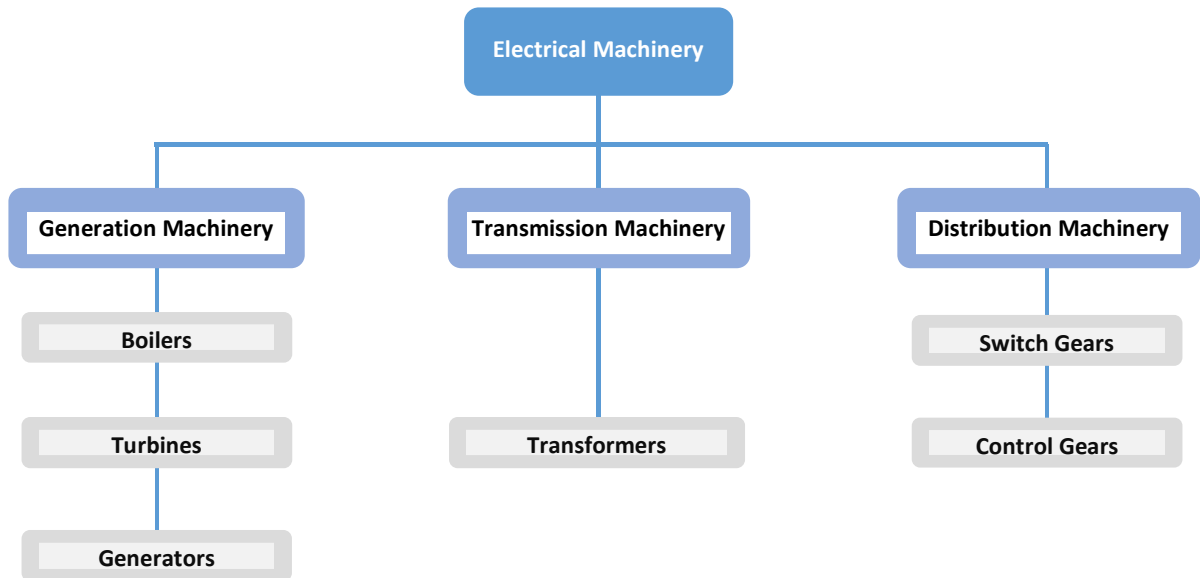 Electrical Machinery
Generation Machinery
Transmission Machinery
Distribution Machinery
Boilers
Switch Gears
Turbines
Transformers
Control Gears
Generators